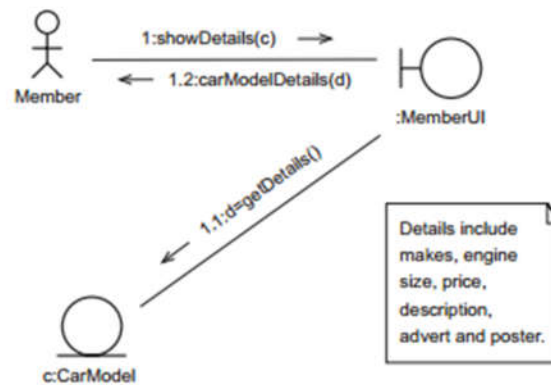 1:showDetails(c)
1.2:carModelDetails(d)
Member
:MemberUI
1.1:d=getDetails()
Details include
makes, engine
size, price,
description,
advert and poster.
c:CarModel